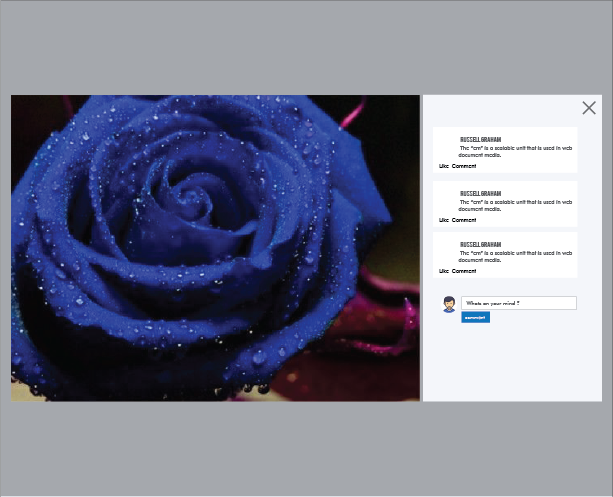 RUSSELLGRAHAM
The "em" is a scalable unit that is used in web
document media.
Like Comment
RUSSELLGRAHAM
The "em" is a scalable unit that is used in web
document media.
Like Comment
RUSSELLGRAHAM
The "em" is a scalable unit that is used in web
document media.
Like Comment
Whats on your mind ?
comment